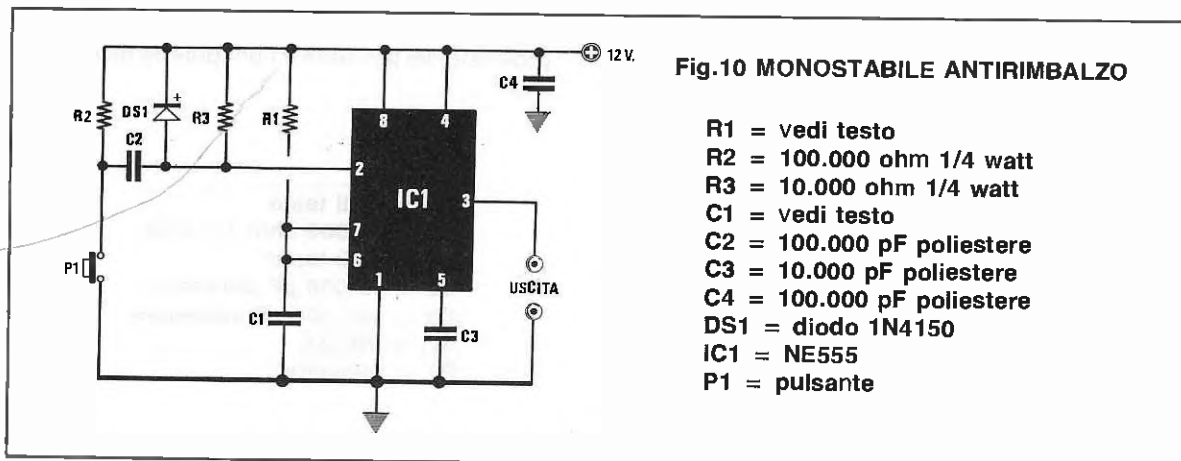 12 V.
C4
R2
DS1
+
R3
R1
C2
8
4
2
IC1
3
7
6
P1
1
5
USCITA
C1
C3
Fig.10 MONOSTABILE ANTIRIMBALZO
R1 = vedi testo
R2 = 100.000 ohm 1/4 watt
R3 = 10.000 ohm 1/4 watt
C1 = vedi testo
C2 = 100.000 pF poliestere
C3 = 10.000 pF poliestere
C4 = 100.000 pF poliestere
DS1 = diodo 1N4150
IC1 = NE555
P1 = pulsante